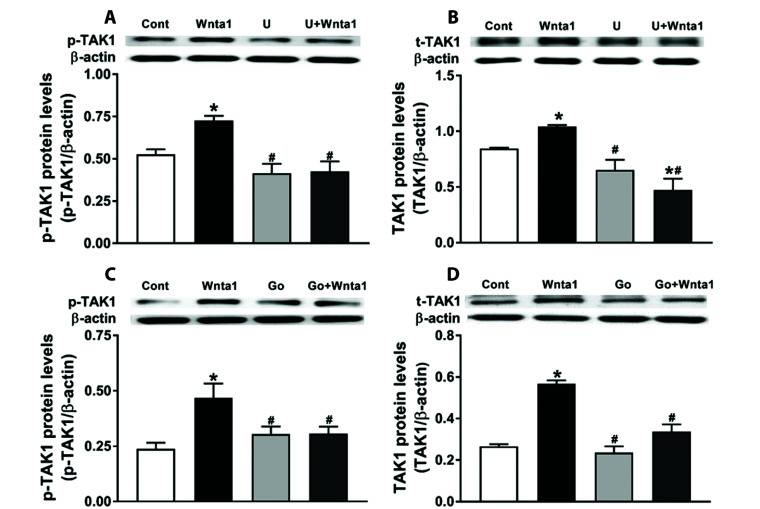 A
Cont Wnta1 U U+Wnta1
p-TAK1
β-actin
p-TAK1 protein levels
(p-TAK1/β-actin)
1.00
0.75
0.50
0.25
0.00
*
#
#
B
Cont Wnta1 U U+Wnta1
t-TAK1
β-actin
TAK1 protein levels
(TAK1/β-actin)
1.5
1.0
0.5
0.0
*
#
*#
C
Cont Wnta1 Go Go+Wnta1
p-TAK1
β-actin
p-TAK1 protein levels
(p-TAK1/β-actin)
0.75
0.50
0.25
0.00
*
#
#
D
Cont Wnta1 Go Go+Wnta1
t-TAK1
β-actin
TAK1 protein levels
(TAK1/β-actin)
0.8
0.6
0.4
0.2
0.0
*
#
#